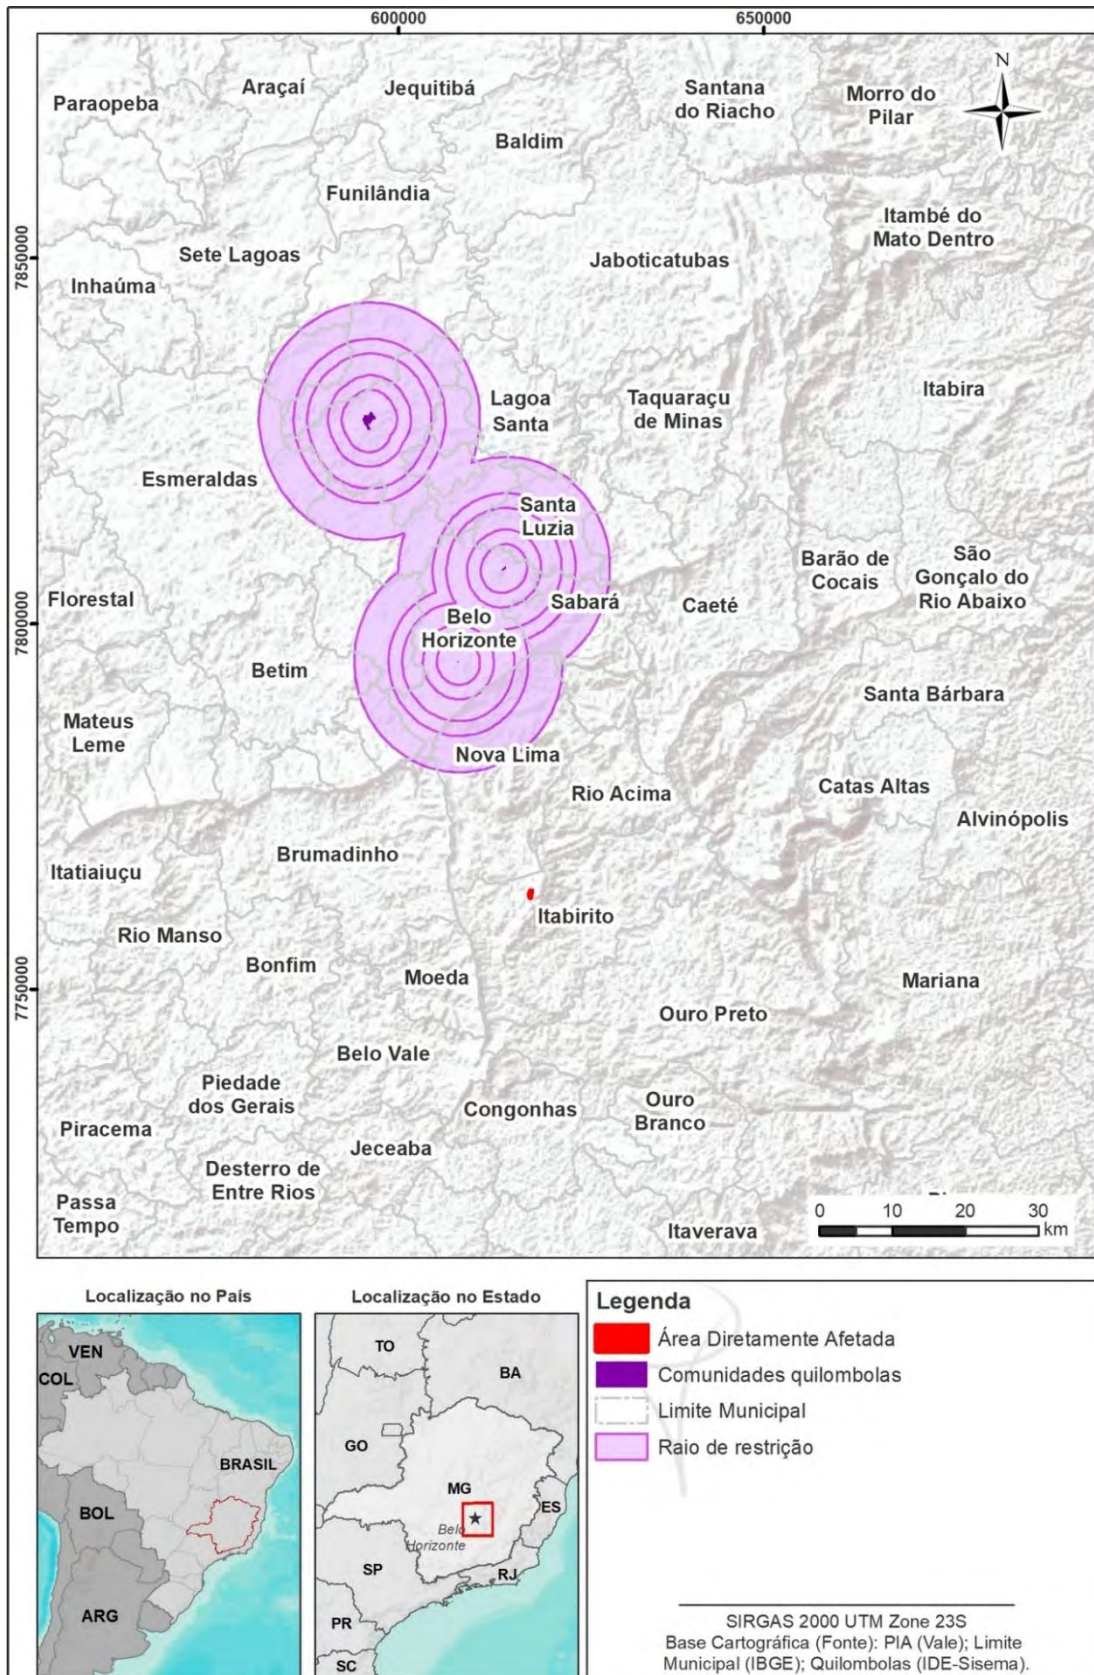 600000
650000
N
Araçaí
Jequitibá
Santana
do Riacho
Morro do
Pilar
Paraopeba
Baldim
Funilândia
Itambé do
Mato Dentro
7850000
Sete Lagoas
Jaboticatubas
Inhaúma
Itabira
Lagoa
Santa
Taquaraçu
de Minas
Esmeraldas
Santa
Luzia
Barão de
Cocais
São
Gonçalo do
Rio Abaixo
Florestal
Sabará
Caeté
7800000
Belo
Horizonte
Betim
Santa Bárbara
Mateus
Leme
Nova Lima
Rio Acima
Catas Altas
Alvinópolis
Brumadinho
Itatiaiuçu
Itabirito
Rio Manso
Bonfim
Moeda
Mariana
7750000
Ouro Preto
Belo Vale
Piedade
dos Gerais
Congonhas
Ouro
Branco
Piracema
Jeceaba
Desterro de
Entre Rios
Passa
Tempo
Itaverava
0 10 20 30
km
Localização no País
VEN
COL
BRASIL
BOL
ARG
Localização no Estado
TO
BA
GO
MG
ES
Belo
Horizonte
SP
RJ
PR
SC
Legenda
Área Diretamente Afetada
Comunidades quilombolas
Limite Municipal
Raio de restrição
SIRGAS 2000 UTM Zone 23S
Base Cartográfica (Fonte): PIA (Vale); Limite
Municipal (IBGE); Quilombolas (IDE-Sisema).